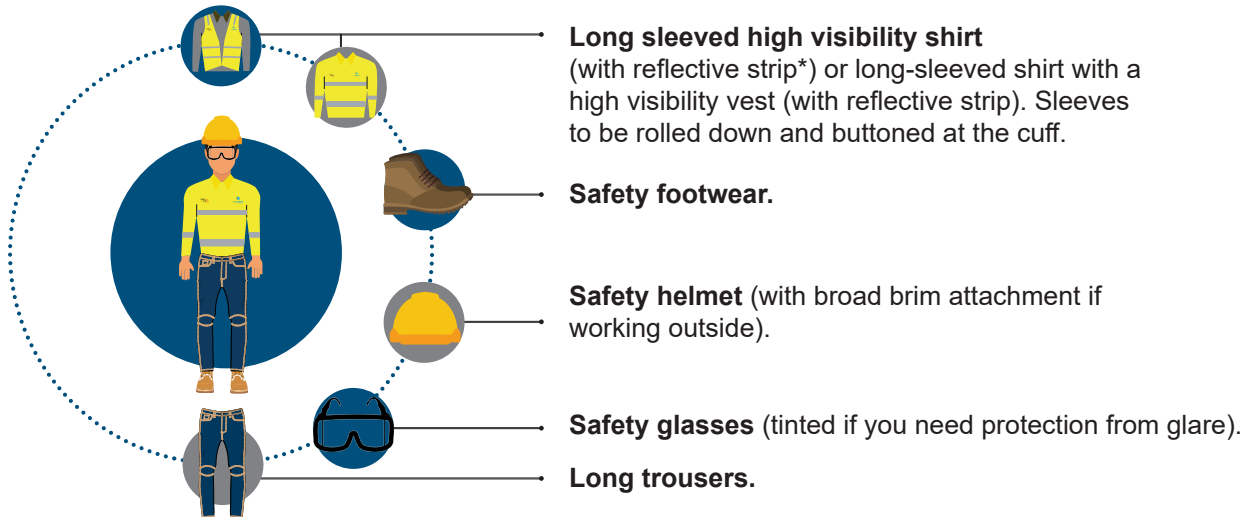 Long sleeved high visibility shirt
(with reflective strip*) or long-sleeved shirt with a
high visibility vest (with reflective strip). Sleeves
to be rolled down and buttoned at the cuff.
Safety footwear.
Safety helmet (with broad brim attachment if
working outside).
Safety glasses (tinted if you need protection from glare).
Long trousers.